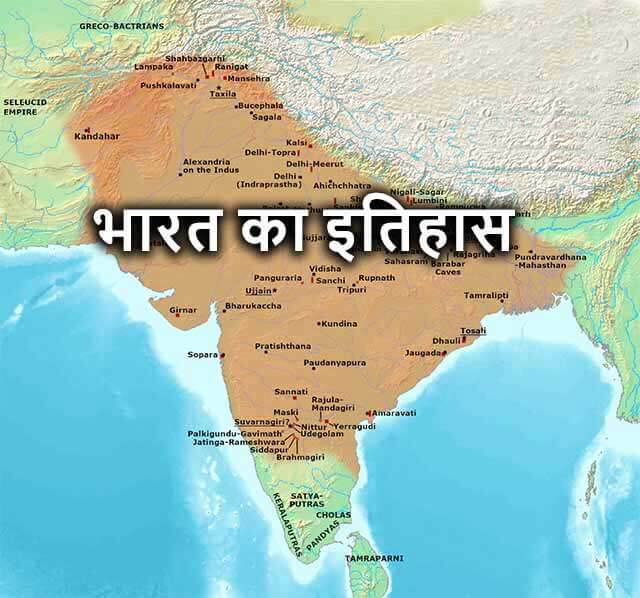 GRECO-BACTRIANS
Shahbazgarhi
Lampaka
Ranigat
Mansehra
Pushkalavati
Taxila
SELEUCID
EMPIRE
Bucephala
Sagala
Kandahar
Kalsi
Delhi-Topra
Alexandria
on the Indus
Delhi-Meerut
Delhi
(Indraprastha)
Ahichchhatra
Nigali-Sagar
Lumbini
भारत का इतिहास
Sahasram
Rajagriha
Barabar
Caves
Pundravardhana
-Mahasthan
Vidisha
Panguraria
Sanchi
Rupnath
Ujjain
Tripuri
Tamralipti
Girnar
Bharukaccha
Kundina
Tosali
Dhauli
Jaugada
Sopara
Pratishthana
Paudanyapura
Sannati
Rajula-
Mandagiri
Maski
Amaravati
Suvarnagiri?
Nittur
Yerragudi
Palkigundu-Gavimath
Udegolam
Jatinga-Rameshwara
Siddapur
Brahmagiri
SATYA-
PUTRAS
KERALAPUTRAS
CHOLAS
PANDYAS
TAMRAPARNI